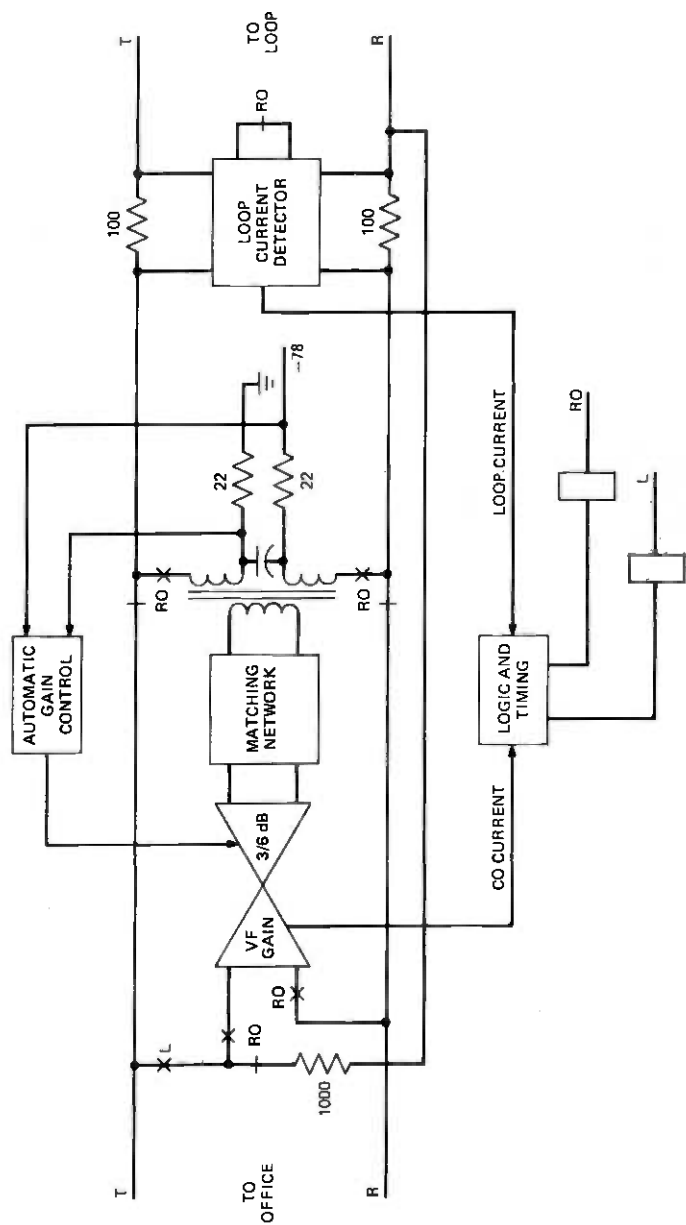 T
TO
OFFICE
R
L
RO
1000
RO
VF
GAIN
3/6 dB
CO CURRENT
AUTOMATIC
GAIN
CONTROL
MATCHING
NETWORK
RO
RO
22
22
–78
LOGIC AND
TIMING
LOOP CURRENT
L
RO
100
LOOP
CURRENT
DETECTOR
100
RO
T
TO
LOOP
R